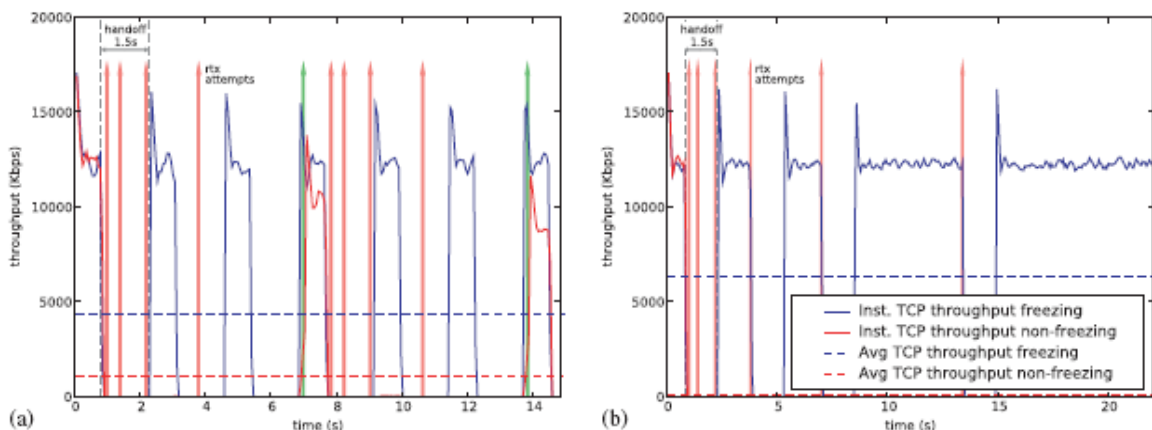 20000
handoff
1.5s
rtx
attempts
15000
10000
5000
0
throughput (Kbps)
0 2 4 6 8 10 12 14
time (s)
(a)
20000
handoff
1.5s
rtx
attempts
15000
10000
5000
0
throughput (Kbps)
Inst. TCP throughput freezing
Inst. TCP throughput non-freezing
Avg TCP throughput freezing
Avg TCP throughput non-freezing
0 5 10 15 20
time (s)
(b)